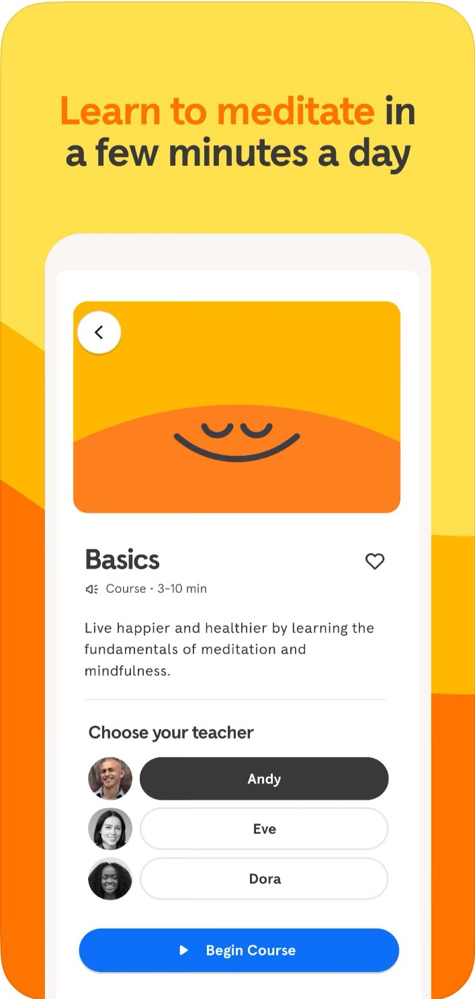 Learn to meditate in
a few minutes a day
Basics
Course • 3-10 min
Live happier and healthier by learning the
fundamentals of meditation and
mindfulness.
Choose your teacher
Andy
Eve
Dora
Begin Course